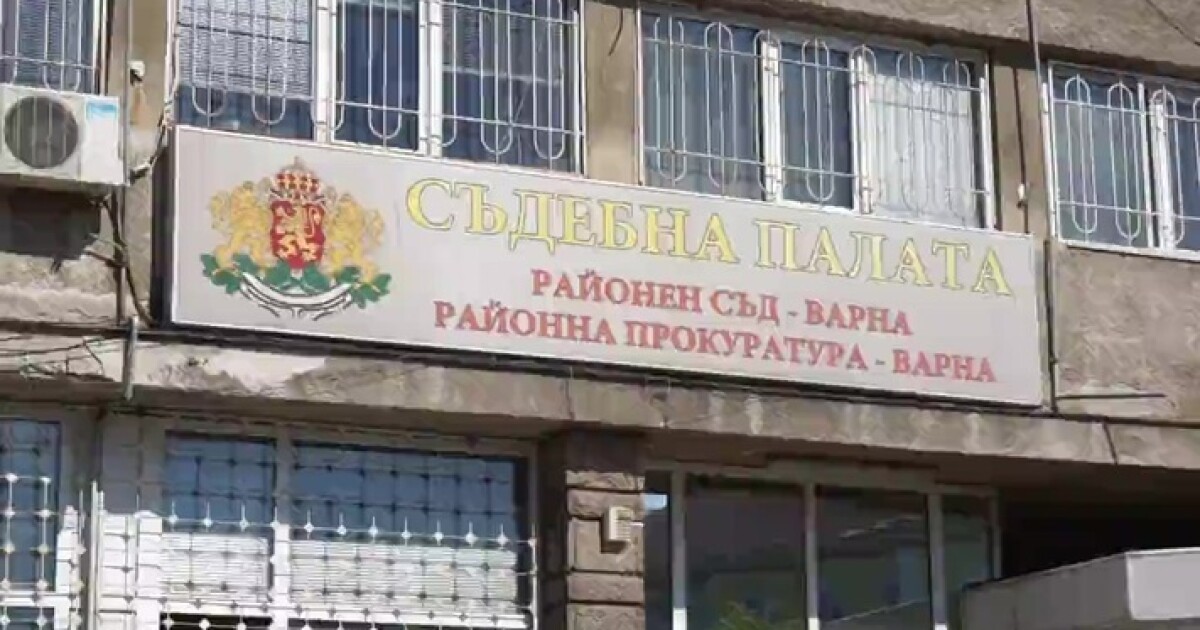 СЪДЕБНА ПАЛАТА
РАЙОНЕН СЪД - ВАРНА
РАЙОННА ПРОКУРАТУРА - ВАРНА